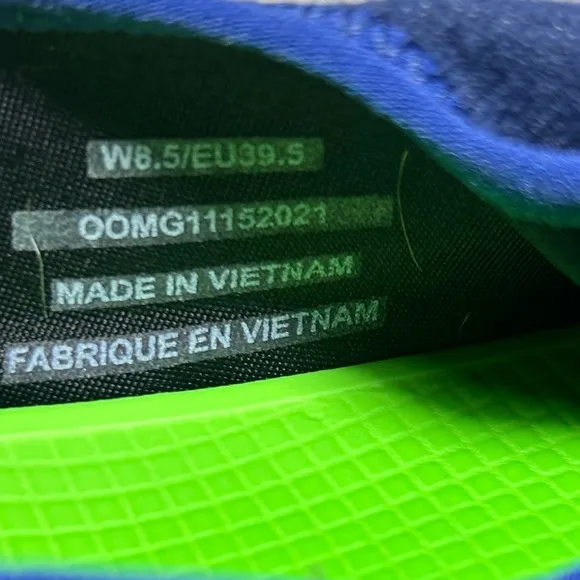 W8.5/EU39.5
OOMG11152021
MADE IN VIETNAM
FABRIQUE EN VIETNAM